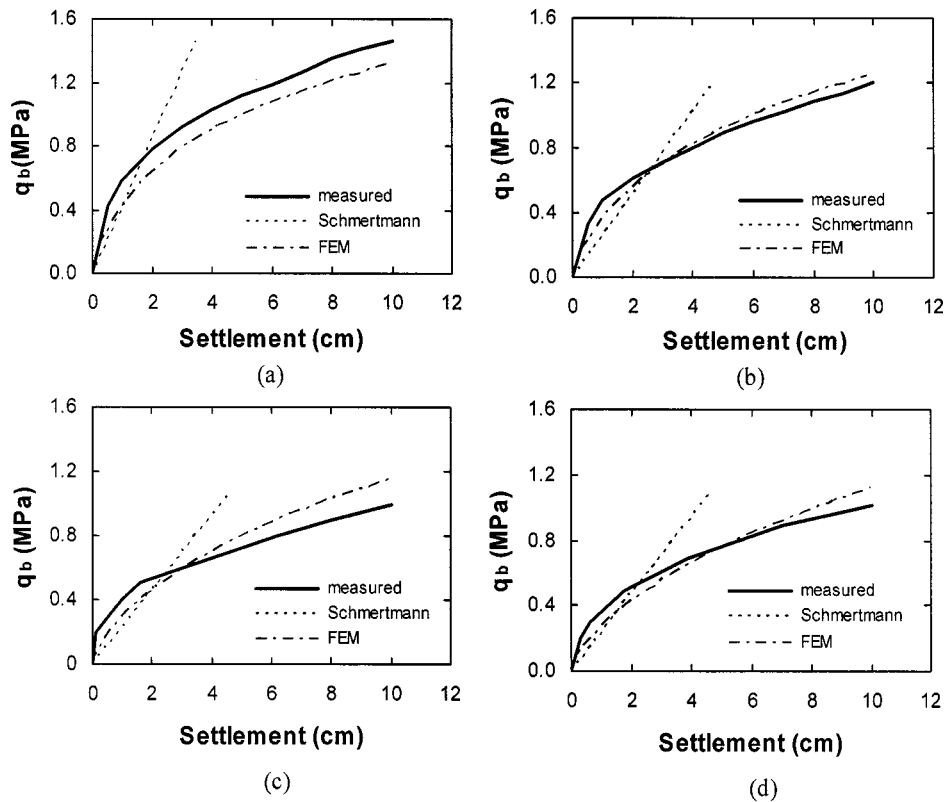 1.6
1.2
0.8
0.4
0.0
qb(MPa)
measured
Schmertmann
FEM
0 2 4 6 8 10 12
Settlement (cm)
(a)
1.6
1.2
0.8
0.4
0.0
qb (MPa)
measured
Schmertmann
FEM
0 2 4 6 8 10 12
Settlement (cm)
(b)
1.6
1.2
0.8
0.4
0
qb (MPa)
measured
Schmertmann
FEM
0 2 4 6 8 10 12
Settlement (cm)
(c)
1.6
1.2
0.8
0.4
0.0
qb (MPa)
measured
Schmertmann
FEM
0 2 4 6 8 10 12
Settlement (cm)
(d)